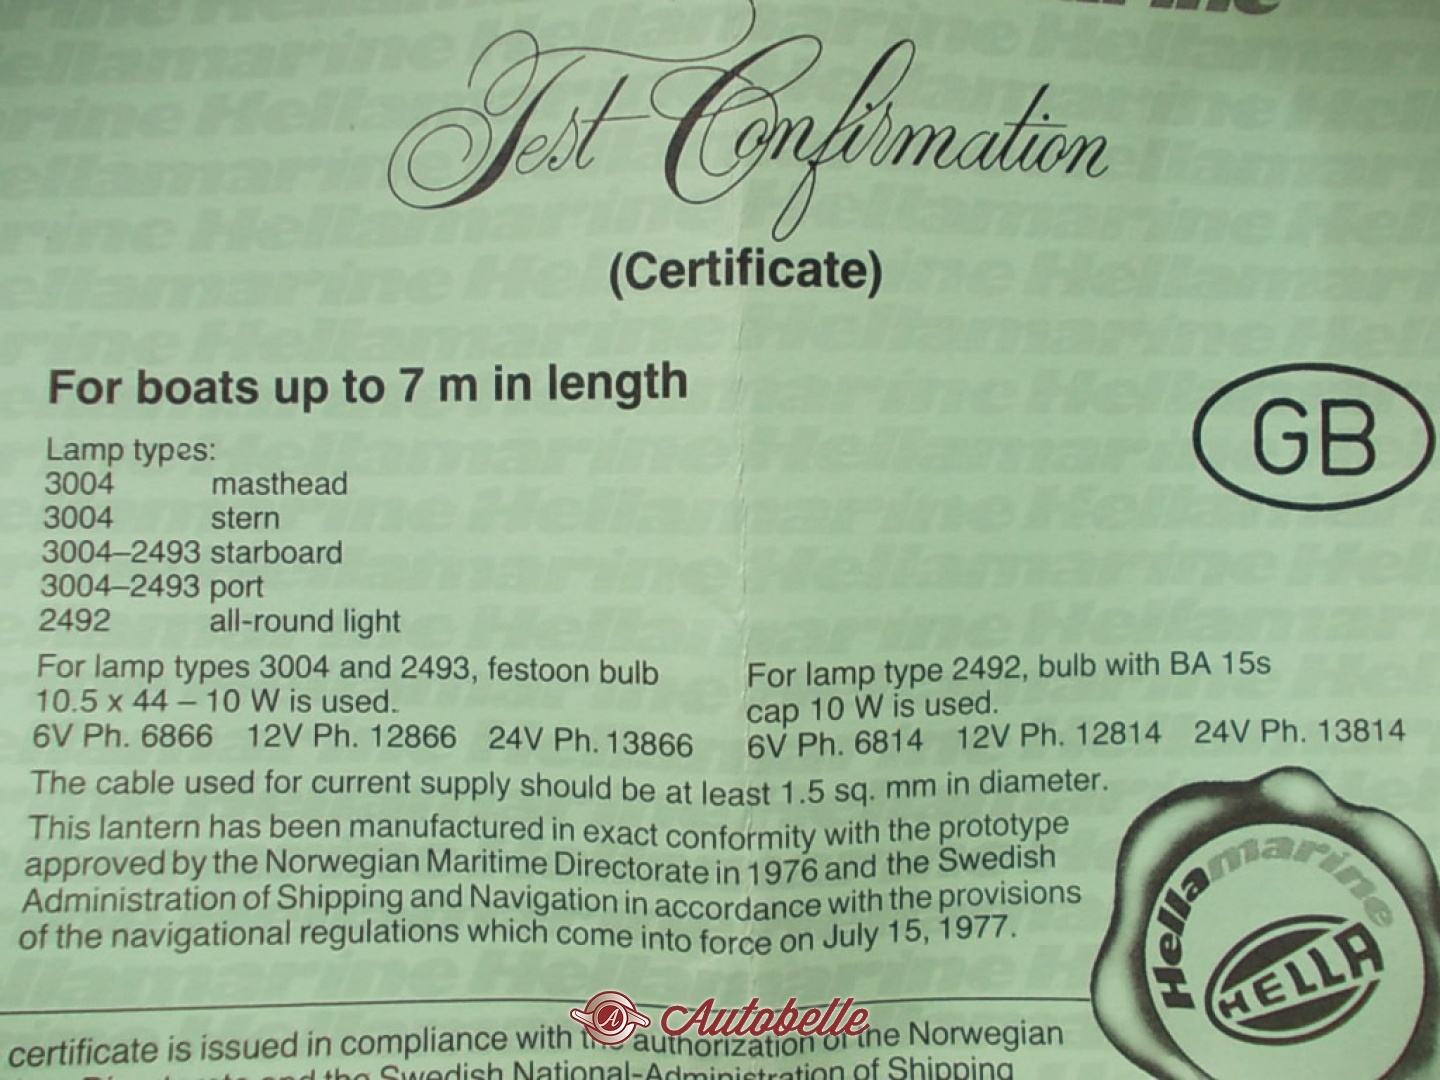 Test Confirmation
(Certificate)
For boats up to 7 m in length
GB
Lamp types:
3004 masthead
3004 stern
3004–2493 starboard
3004–2493 port
2492 all-round light
For lamp types 3004 and 2493, festoon bulb
10.5 x 44 – 10 W is used.
6V Ph. 6866 12V Ph. 12866 24V Ph. 13866
For lamp type 2492, bulb with BA 15s
cap 10 W is used.
6V Ph. 6814 12V Ph. 12814 24V Ph. 13814
The cable used for current supply should be at least 1.5 sq. mm in diameter.
This lantern has been manufactured in exact conformity with the prototype
approved by the Norwegian Maritime Directorate in 1976 and the Swedish
Administration of Shipping and Navigation in accordance with the provisions
of the navigational regulations which come into force on July 15, 1977.
Hellamarine
HELLA
Autobelle
certificate is issued in compliance with authorization of the Norwegian
and the Swedish National-Administration of Shipping